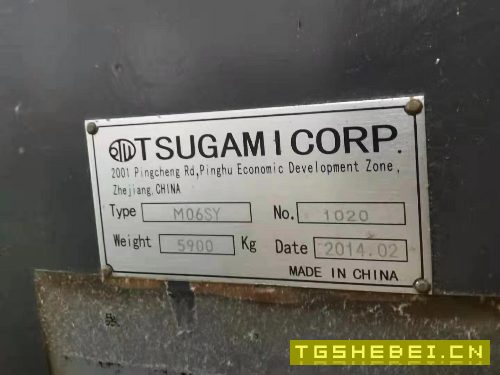 TSUGAMI CORP.
2001 Pingcheng Rd,Pinghu Economic Development Zone,
Zhejiang,CHINA
Type M06SY No. 1020
Weight 5900 Kg Date 2014.02
MADE IN CHINA
TGSHEBEI.CN